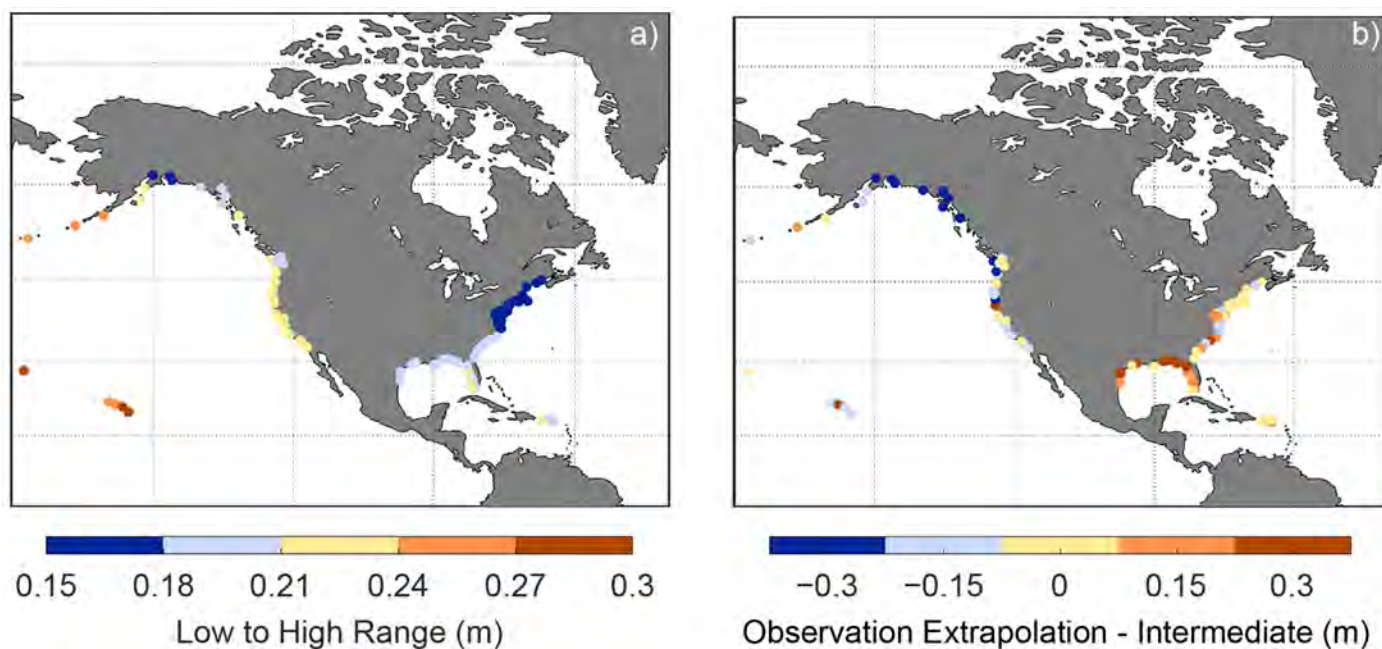 a)
b)
0.15 0.18 0.21 0.24 0.27 0.3
Low to High Range (m)
−0.3 −0.15 0 0.15 0.3
Observation Extrapolation - Intermediate (m)